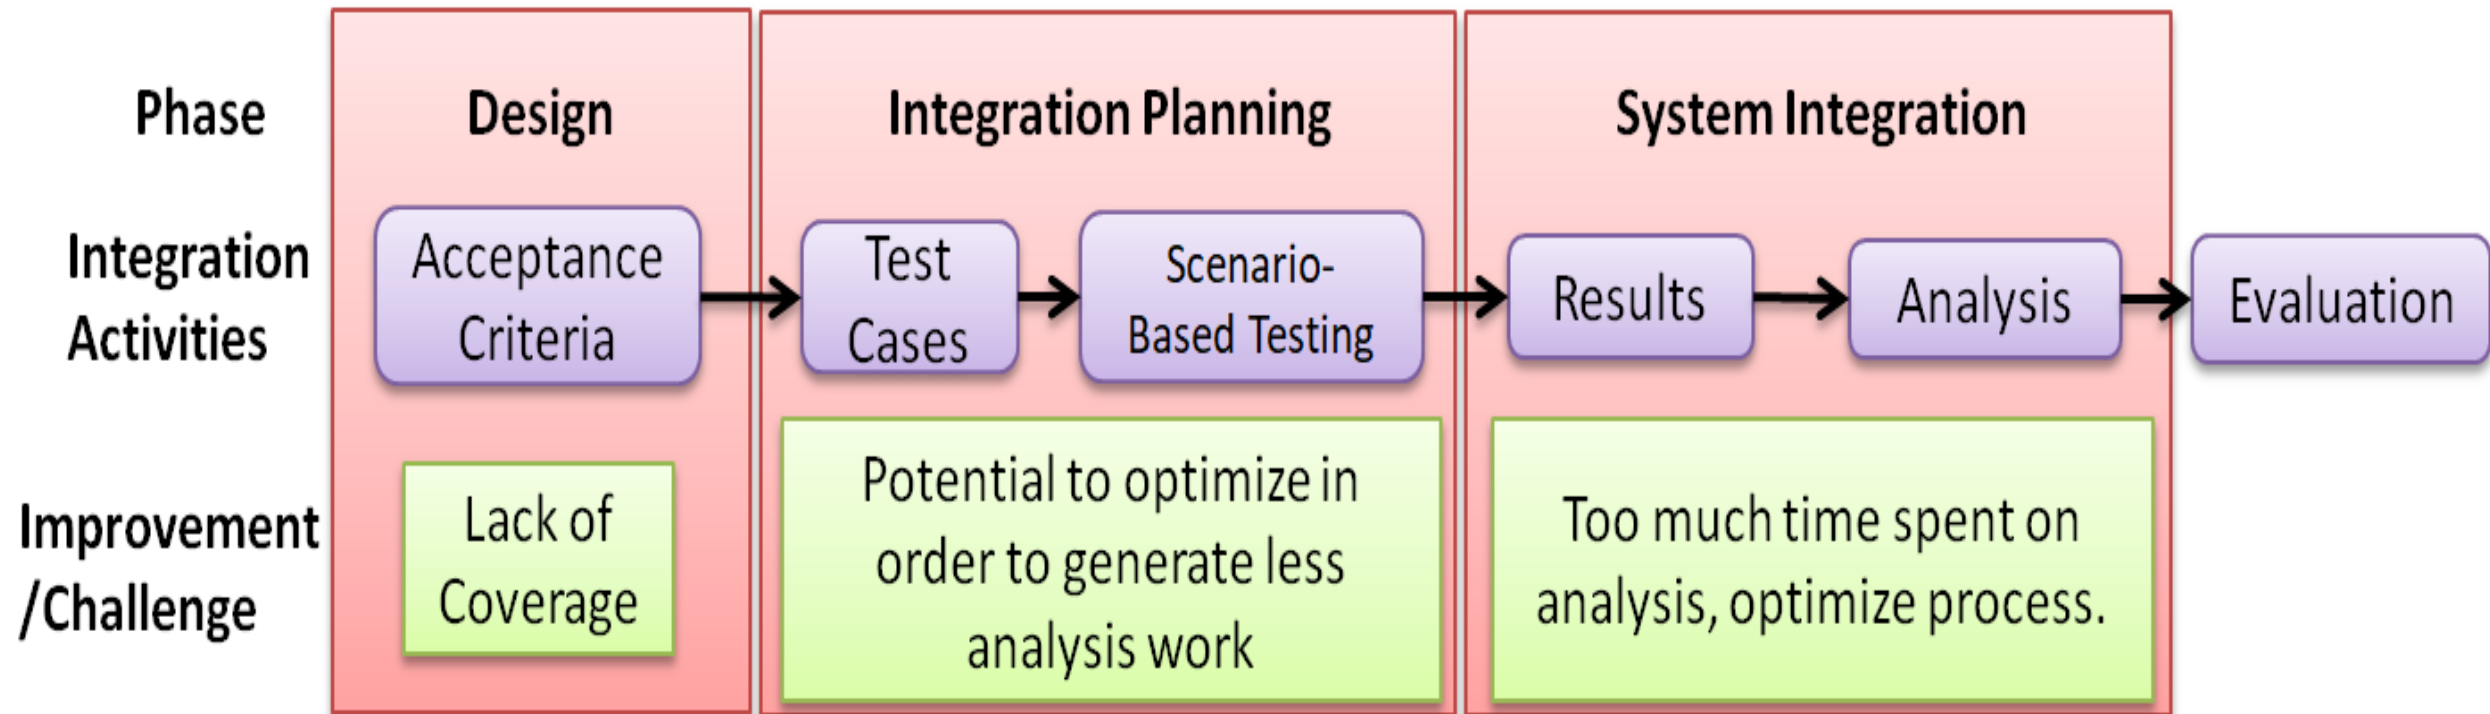 Phase
Design
Integration Planning
System Integration
Integration
Activities
Acceptance
Criteria
Test
Cases
Scenario-
Based Testing
Results
Analysis
Evaluation
Improvement
/Challenge
Lack of
Coverage
Potential to optimize in
order to generate less
analysis work
Too much time spent on
analysis, optimize process.